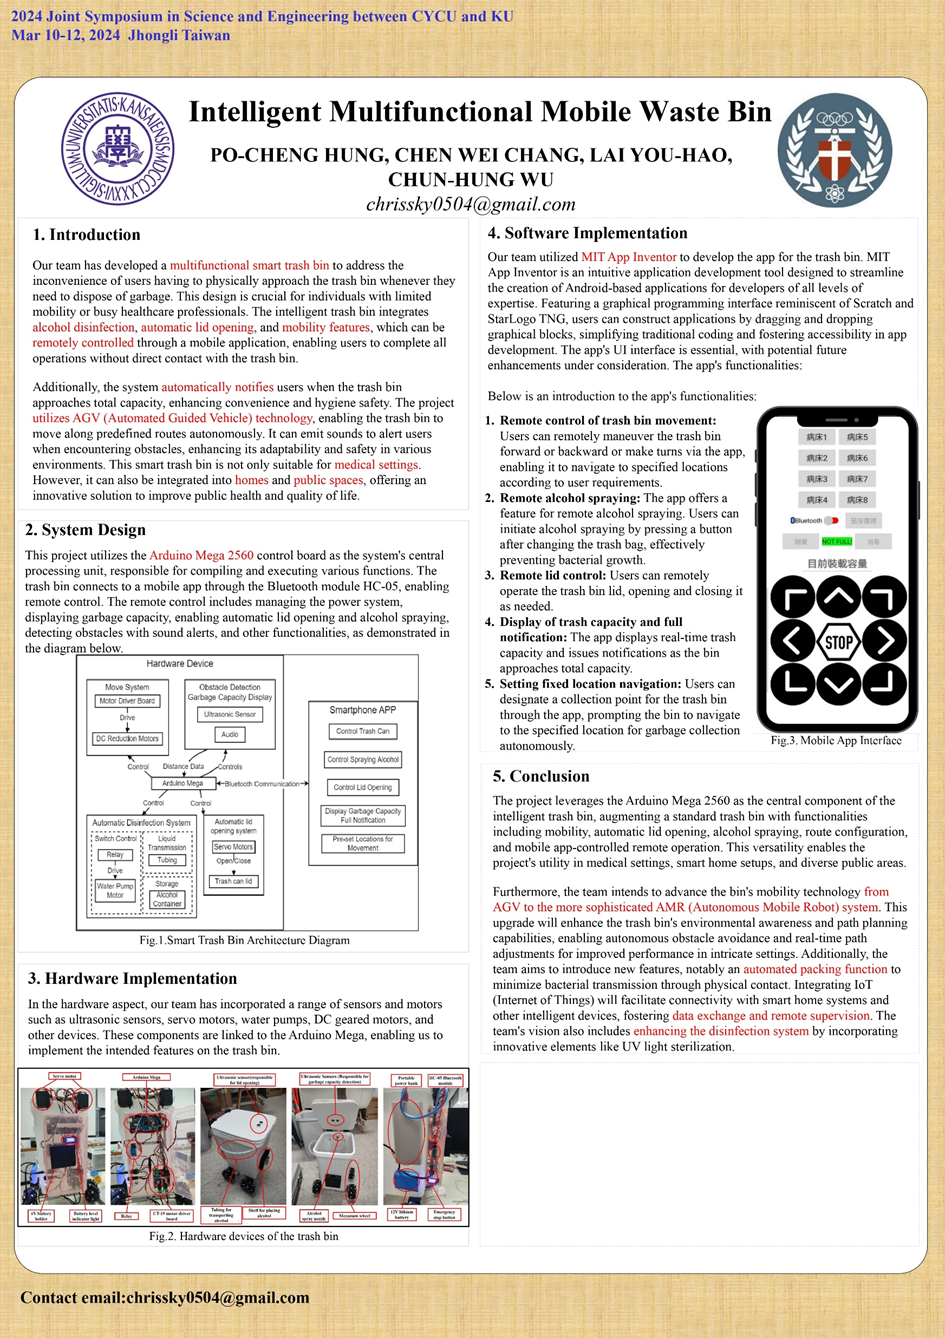 2024 Joint Symposium in Science and Engineering between CYCU and KU
Mar 10-12, 2024  Jhongli Taiwan
Intelligent Multifunctional Mobile Waste Bin
PO-CHENG HUNG, CHEN WEI CHANG, LAI YOU-HAO,
CHUN-HUNG WU
chrissky0504@gmail.com
1. Introduction
Our team has developed a multifunctional smart trash bin to address the
inconvenience of users having to physically approach the trash bin whenever they
need to dispose of garbage. This design is crucial for individuals with limited
mobility or busy healthcare professionals. The intelligent trash bin integrates
alcohol disinfection, automatic lid opening, and mobility features, which can be
remotely controlled through a mobile application, enabling users to complete all
operations without direct contact with the trash bin.
Additionally, the system automatically notifies users when the trash bin
approaches total capacity, enhancing convenience and hygiene safety. The project
utilizes AGV (Automated Guided Vehicle) technology, enabling the trash bin to
move along predefined routes autonomously. It can emit sounds to alert users
when encountering obstacles, enhancing its adaptability and safety in various
environments. This smart trash bin is not only suitable for medical settings.
However, it can also be integrated into homes and public spaces, offering an
innovative solution to improve public health and quality of life.
2. System Design
This project utilizes the Arduino Mega 2560 control board as the system's central
processing unit, responsible for compiling and executing various functions. The
trash bin connects to a mobile app through the Bluetooth module HC-05, enabling
remote control. The remote control includes managing the power system,
displaying garbage capacity, enabling automatic lid opening and alcohol spraying,
detecting obstacles with sound alerts, and other functionalities, as demonstrated in
the diagram below.
Hardware Device
Move System
Motor Driver Board
Drive
DC Reduction Motors
Obstacle Detection
Garbage Capacity Display
Ultrasonic Sensor
Audio
Control
Distance Data
Controls
Arduino Mega
Bluetooth Communication
Control
Control
Automatic Disinfection System
Switch Control
Relay
Drive
Water Pump
Motor
Liquid
Transmission
Tubing
Storage
Alcohol
Container
Automatic lid
opening system
Servo Motors
Open/Close
Trash can lid
Smartphone APP
Control Trash Can
Control Spraying Alcohol
Control Lid Opening
Display Garbage Capacity
Full Notification
Pre-set Locations for
Movement
Fig.1.Smart Trash Bin Architecture Diagram
3. Hardware Implementation
In the hardware aspect, our team has incorporated a range of sensors and motors
such as ultrasonic sensors, servo motors, water pumps, DC geared motors, and
other devices. These components are linked to the Arduino Mega, enabling us to
implement the intended features on the trash bin.
Servo motor
Arduino Mega
Ultrasonic sensor(responsible
for lid opening)
Ultrasonic Sensors (Responsible for
garbage capacity detection)
Portable
power bank
HC-05 Bluetooth
module
6V battery
holder
Battery level
indicator light
Relay
CT-19 motor driver
board
Tubing for
transporting
alcohol
Shelf for placing
alcohol
Alcohol
spray nozzle
Mecanum wheel
12V lithium
battery
Emergency
stop button
Fig.2. Hardware devices of the trash bin
4. Software Implementation
Our team utilized MIT App Inventor to develop the app for the trash bin. MIT
App Inventor is an intuitive application development tool designed to streamline
the creation of Android-based applications for developers of all levels of
expertise. Featuring a graphical programming interface reminiscent of Scratch and
StarLogo TNG, users can construct applications by dragging and dropping
graphical blocks, simplifying traditional coding and fostering accessibility in app
development. The app's UI interface is essential, with potential future
enhancements under consideration. The app's functionalities:
Below is an introduction to the app's functionalities:
1. Remote control of trash bin movement:
Users can remotely maneuver the trash bin
forward or backward or make turns via the app,
enabling it to navigate to specified locations
according to user requirements.
2. Remote alcohol spraying: The app offers a
feature for remote alcohol spraying. Users can
initiate alcohol spraying by pressing a button
after changing the trash bag, effectively
preventing bacterial growth.
3. Remote lid control: Users can remotely
operate the trash bin lid, opening and closing it
as needed.
4. Display of trash capacity and full
notification: The app displays real-time trash
capacity and issues notifications as the bin
approaches total capacity.
5. Setting fixed location navigation: Users can
designate a collection point for the trash bin
through the app, prompting the bin to navigate
to the specified location for garbage collection
autonomously.
病床1 病床5
病床2 病床6
病床3 病床7
病床4 病床8
Bluetooth
NOT FULL!
目前裝載容量
STOP
Fig.3. Mobile App Interface
5. Conclusion
The project leverages the Arduino Mega 2560 as the central component of the
intelligent trash bin, augmenting a standard trash bin with functionalities
including mobility, automatic lid opening, alcohol spraying, route configuration,
and mobile app-controlled remote operation. This versatility enables the
project's utility in medical settings, smart home setups, and diverse public areas.
Furthermore, the team intends to advance the bin's mobility technology from
AGV to the more sophisticated AMR (Autonomous Mobile Robot) system. This
upgrade will enhance the trash bin's environmental awareness and path planning
capabilities, enabling autonomous obstacle avoidance and real-time path
adjustments for improved performance in intricate settings. Additionally, the
team aims to introduce new features, notably an automated packing function to
minimize bacterial transmission through physical contact. Integrating IoT
(Internet of Things) will facilitate connectivity with smart home systems and
other intelligent devices, fostering data exchange and remote supervision. The
team's vision also includes enhancing the disinfection system by incorporating
innovative elements like UV light sterilization.
Contact email:chrissky0504@gmail.com